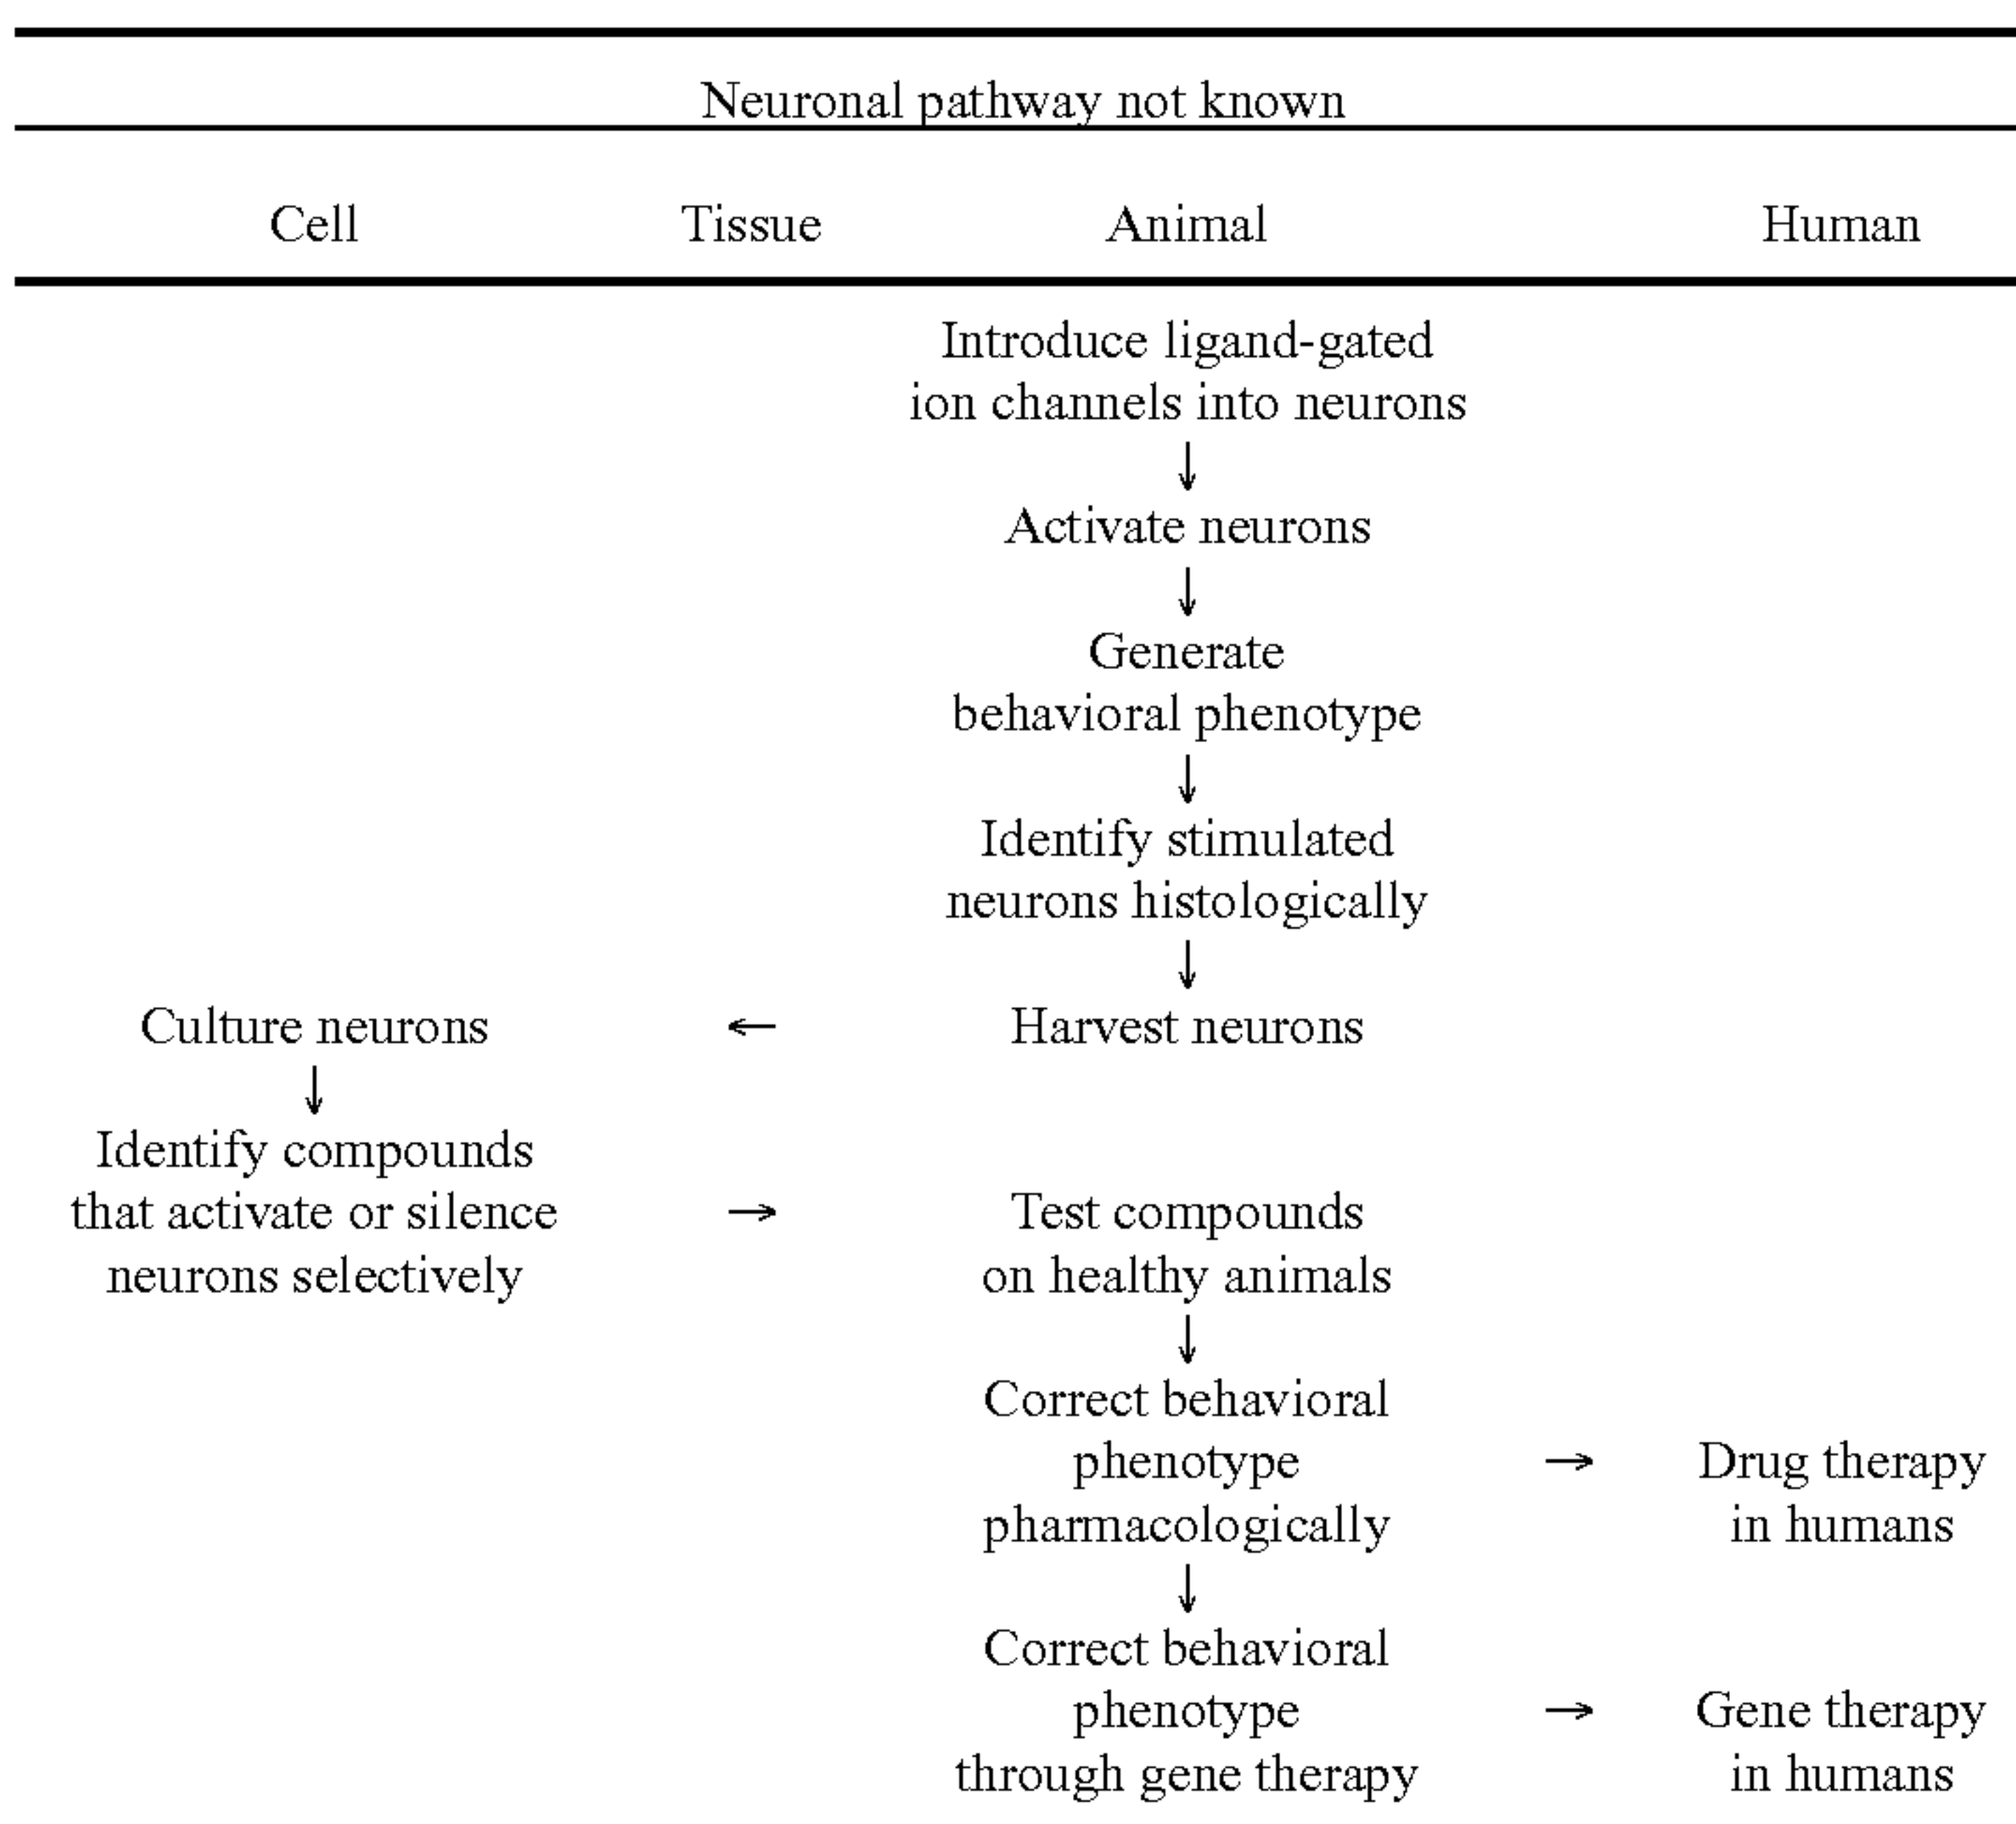 Neuronal pathway not known
Cell Tissue Animal Human
Introduce ligand-gated
ion channels into neurons
↓
Activate neurons
↓
Generate
behavioral phenotype
↓
Identify stimulated
neurons histologically
↓
Culture neurons ← Harvest neurons
↓
Identify compounds
that activate or silence → Test compounds
neurons selectively on healthy animals
↓
Correct behavioral
phenotype → Drug therapy
pharmacologically in humans
↓
Correct behavioral
phenotype → Gene therapy
through gene therapy in humans